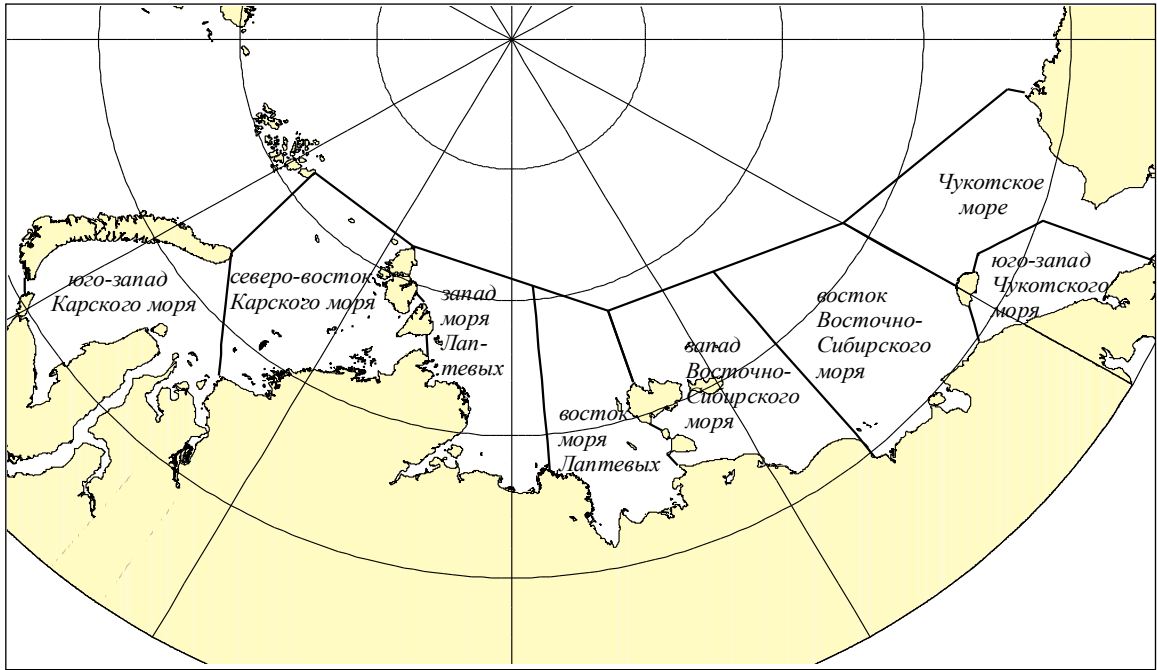 юго-запад
Карского моря
северо-восток
Карского моря
запад
моря
Лап-
тевых
восток
моря
Лаптевых
запад
Восточно-
Сибирского
моря
восток
Восточно-
Сибирского
моря
Чукотское
море
юго-запад
Чукотского
моря